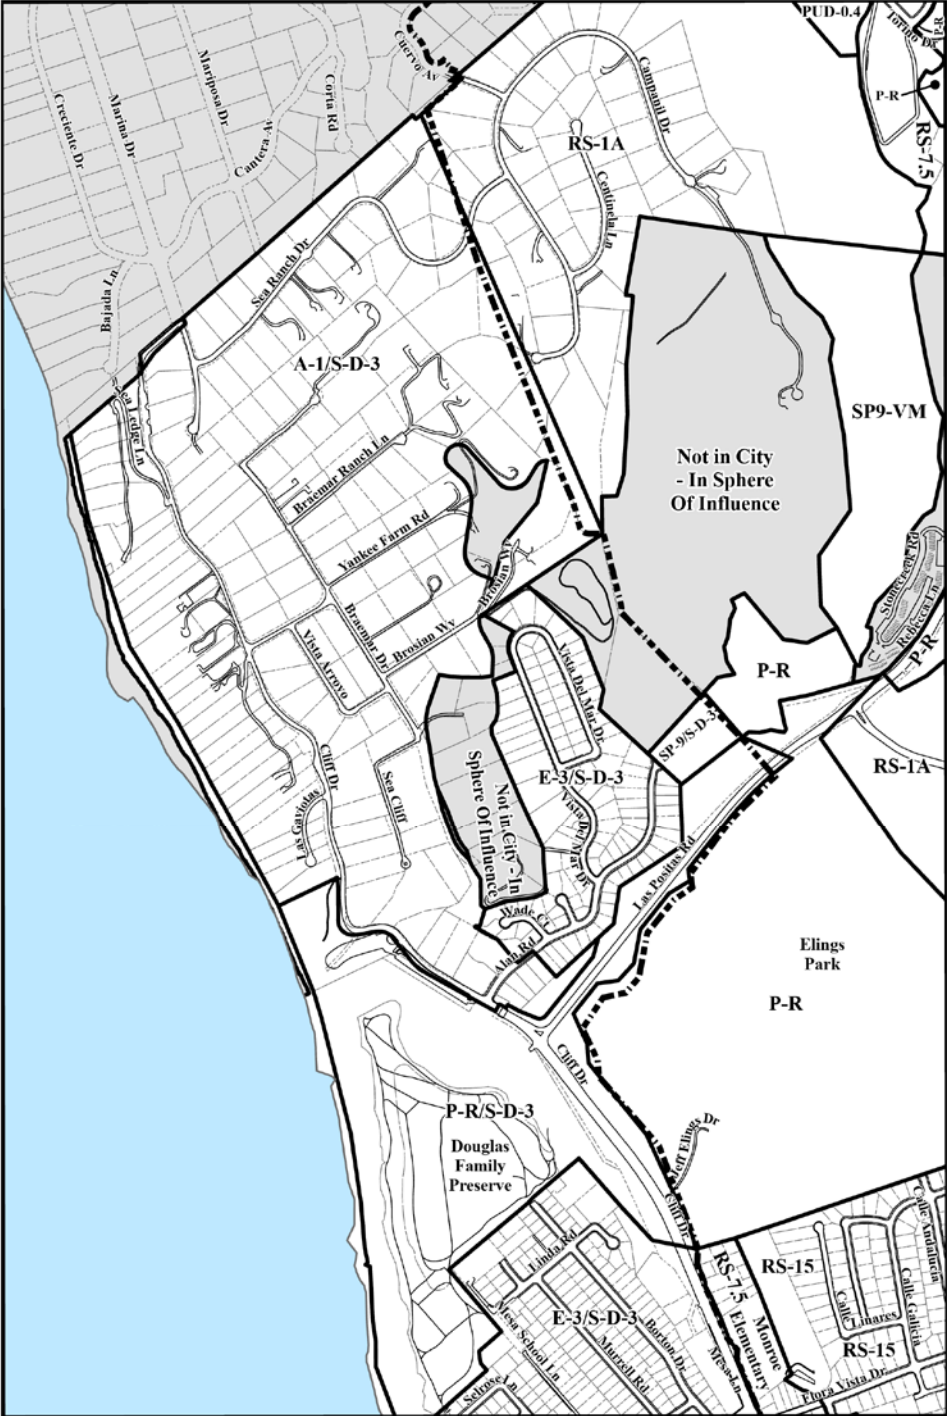 PUD-0.4
Torino Dr
P-R
P-R
RS-7.5
Cuervo Av
Campanil Dr
Corta Rd
Mariposa Dr
Marina Dr
Creciente Dr
Cantera Av
RS-1A
Centinela Ln
Sea Ranch Dr
Bajada Ln
A-1/S-D-3
Sea Ledge Ln
SP9-VM
Braemar Ranch Ln
Not in City
- In Sphere
Of Influence
Yankee Farm Rd
Brosian Wy
Stonecreek Rd
Rebecca Ln
P-R
Braemar Dr
Brosian Wy
Vista Arroyo
Vista Del Mar Dr
P-R
SP-9/S-D-3
Cliff Dr
Sea Cliff
Las Gaviotas
Not in City - In
Sphere Of Influence
E-3/S-D-3
Vista Del Mar Dr
RS-1A
Las Positas Rd
Wade Ct
Alan Rd
Elings
Park
P-R
Cliff Dr
P-R/S-D-3
Douglas
Family
Preserve
Jeff Elings Dr
Cliff Dr
Linda Rd
RS-7.5
Monroe
Elementary
RS-15
Calle Andalucia
Calle Galicia
Calle Linares
RS-15
E-3/S-D-3
Mesa School Ln
Murrell Rd
Borton Dr
Mesa Ln
Flora Vista Dr
Selrose Ln